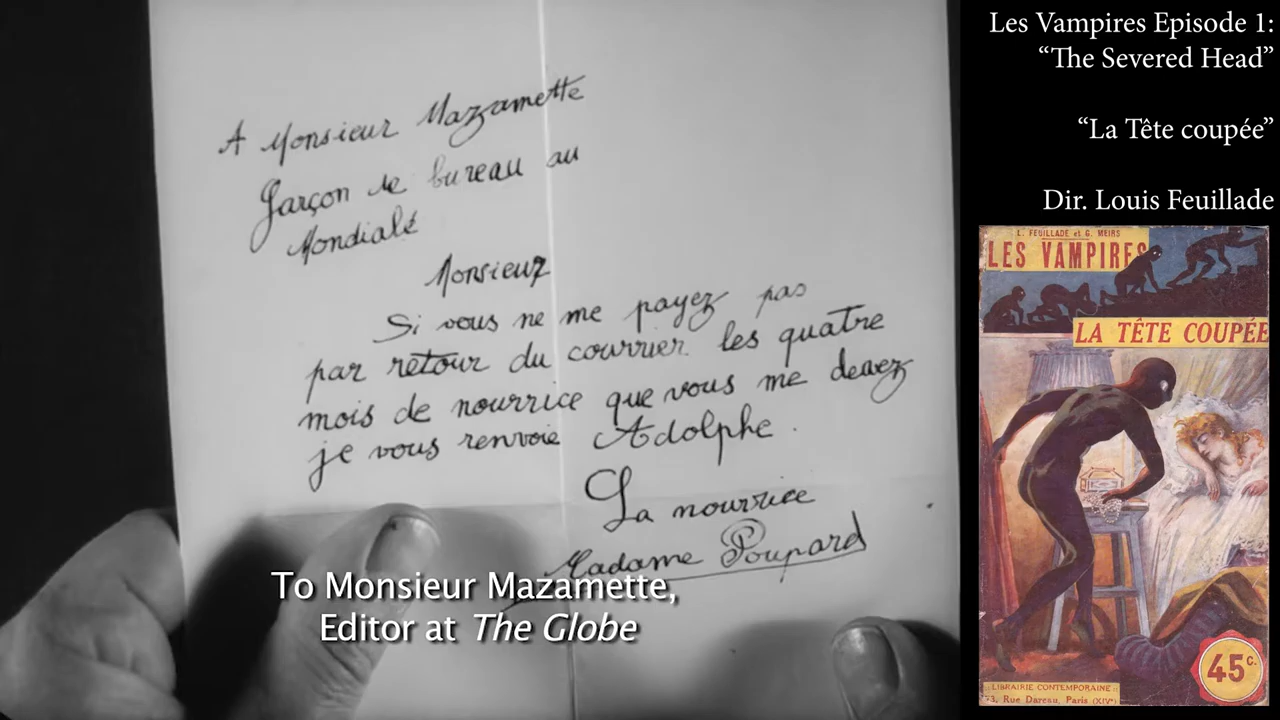 A Monsieur Mazamette
Garçon de bureau au
Mondial
Monsieur
Si vous ne me payez pas
par retour du courrier les quatre
mois de nourrice que vous me devez
je vous renvoie Adolphe.
La nourrice
Madame Poupard
To Monsieur Mazamette,
Editor at The Globe
Les Vampires Episode 1:
“The Severed Head”
“La Tête coupée”
Dir. Louis Feuillade
L. FEUILLADE et G. MEIRS
LES VAMPIRES
LA TÊTE COUPÉE
45c.
LIBRAIRIE CONTEMPORAINE
3, Rue Dareau, Paris (XIVe)